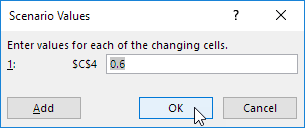 Scenario Values
Enter values for each of the changing cells.
1: $C$4 0.6
Add OK Cancel